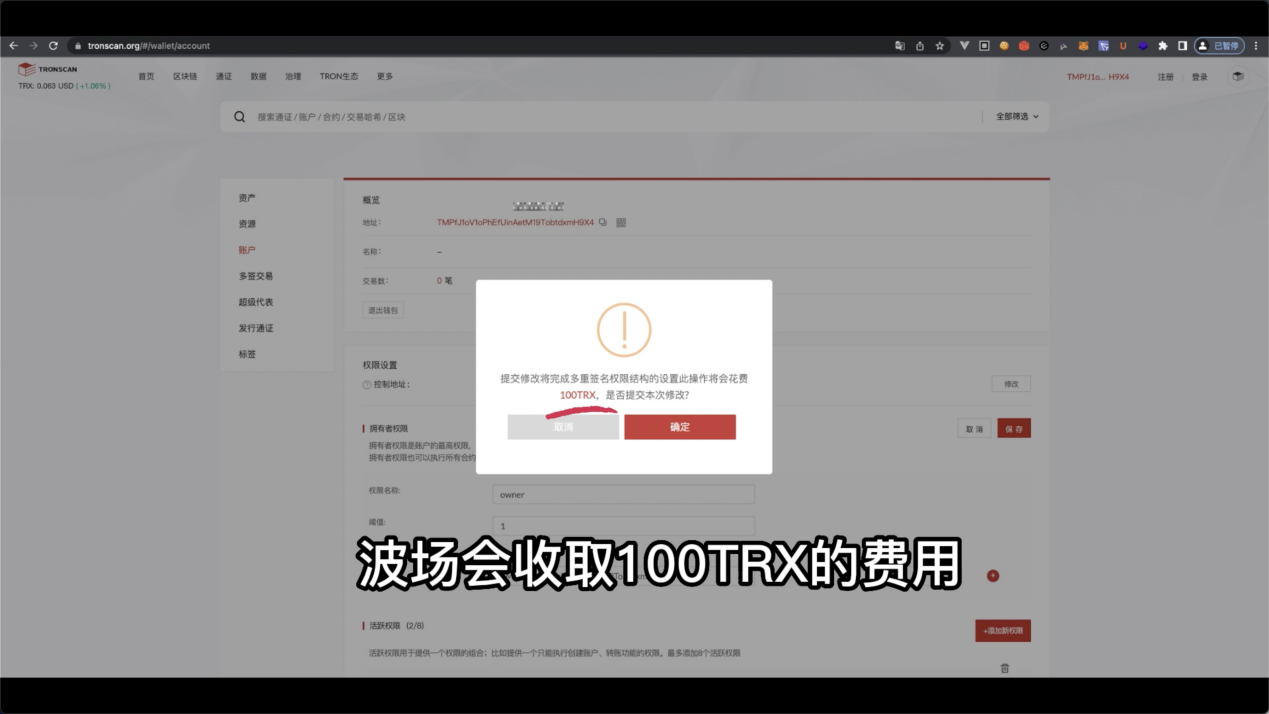 tronscan.org/#/wallet/account
已暂停
TRONSCAN
TRX: 0.063 USD ( +1.06% )
首页 区块链 通证 数据 治理 TRON生态 更多
TMPfJ1o... H9X4 注册 登录
搜索通证/账户/合约/交易哈希/区块
全部筛选
资产
资源
账户
多签交易
超级代表
发行通证
标签
概览
地址:
名称: –
交易数: 0 笔
退出钱包
权限设置
控制地址:
修改
提交修改将完成多重签名权限结构的设置此操作将会花费
100TRX，是否提交本次修改?
取消 确定
拥有者权限
取消 保存
拥有者权限是账户的最高权限,
拥有者权限也可以执行所有合约
权限名称: owner
阈值: 1
波场会收取100TRX的费用
活跃权限 (2/8)
+添加新权限
活跃权限用于提供一个权限的组合；比如提供一个只能执行创建账户、转账功能的权限。最多添加8个活跃权限